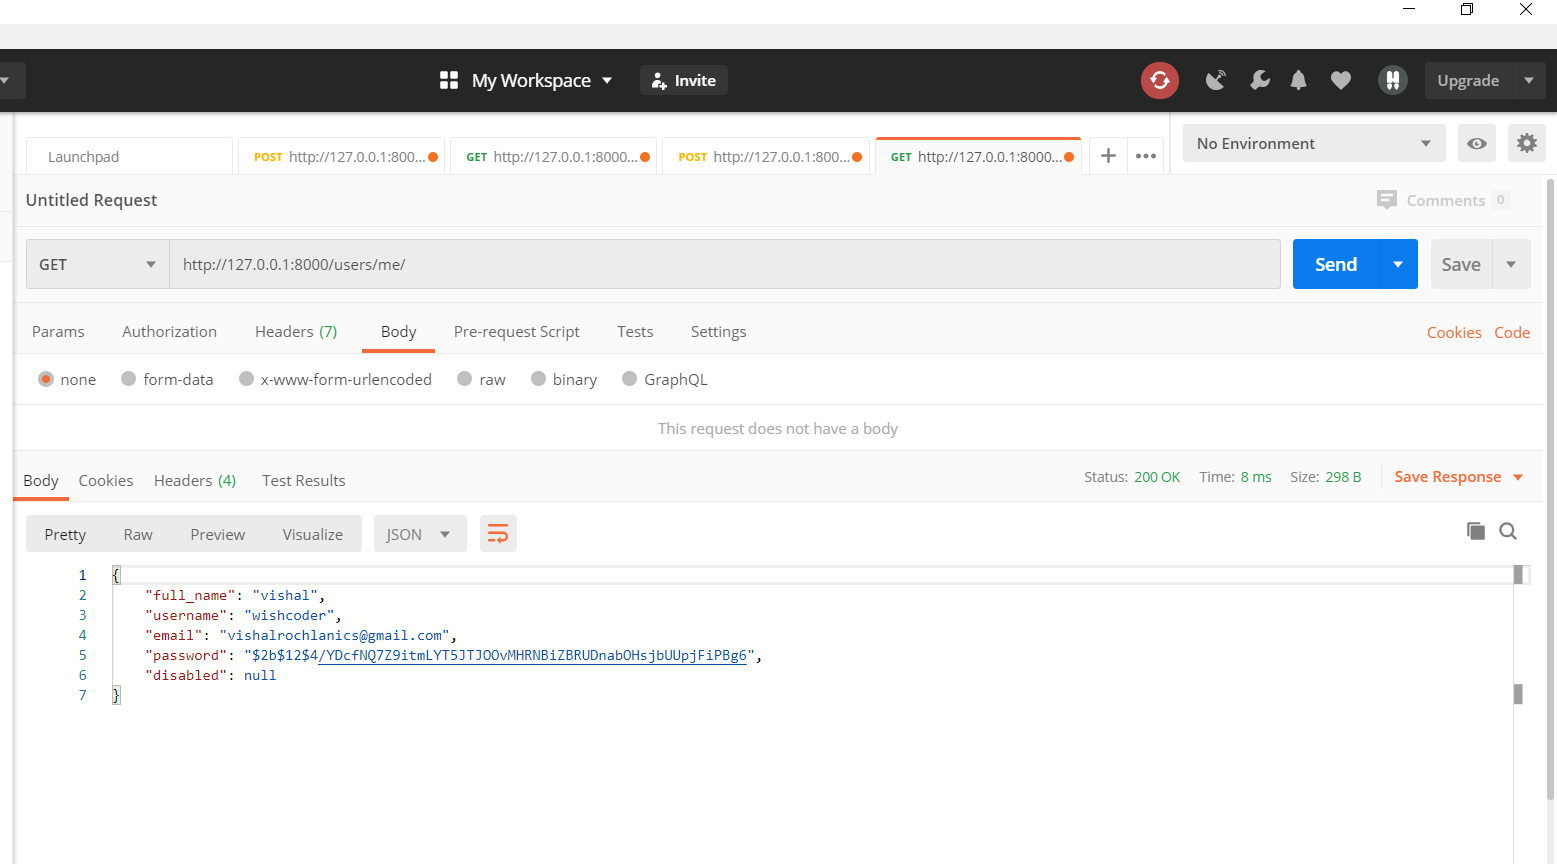 My Workspace Invite Upgrade
Launchpad POST http://127.0.0.1:800... GET http://127.0.0.1:8000... POST http://127.0.0.1:800... GET http://127.0.0.1:8000... + ••• No Environment
Untitled Request Comments 0
GET http://127.0.0.1:8000/users/me/ Send Save
Params Authorization Headers (7) Body Pre-request Script Tests Settings Cookies Code
none form-data x-www-form-urlencoded raw binary GraphQL
This request does not have a body
Body Cookies Headers (4) Test Results Status: 200 OK Time: 8 ms Size: 298 B Save Response
Pretty Raw Preview Visualize JSON
1 {
2 "full_name": "vishal",
3 "username": "wishcoder",
4 "email": "vishalrochlanics@gmail.com",
5 "password": "$2b$12$4/YDcfNQ7Z9itmLYT5JTJOOvMHRNBiZBRUDnabOHsjbUUpjFiPBg6",
6 "disabled": null
7 }